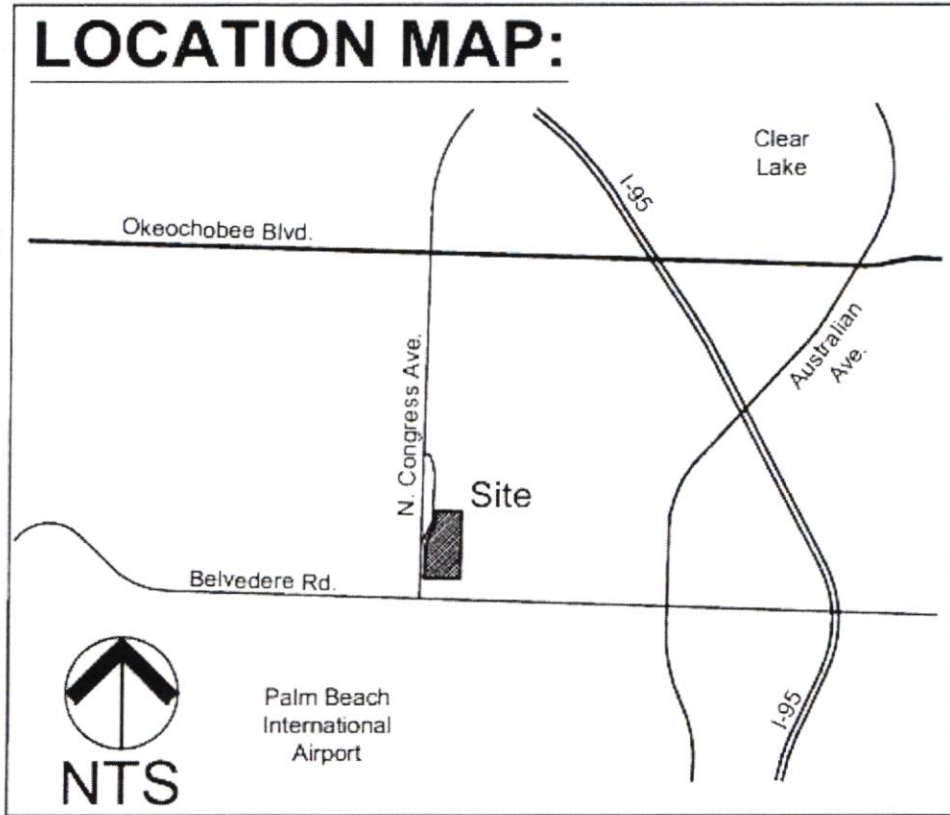 LOCATION MAP:
Clear
Lake
I-95
Okeochobee Blvd.
Australian
Ave.
N. Congress Ave.
Site
Belvedere Rd.
Palm Beach
International
Airport
I-95
NTS